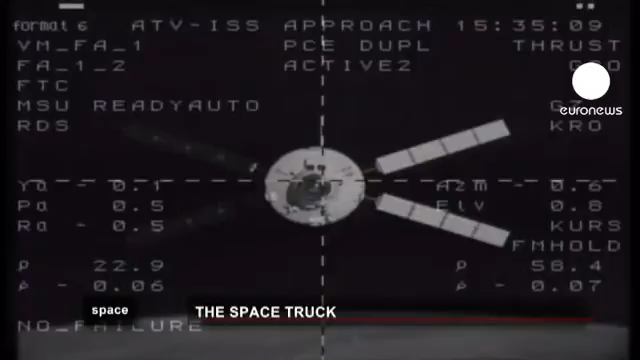 format 6 ATV-ISS APPROACH 15:35:09
VM_FA_1 PCE DUPL THRUST
FA_1_2 ACTIVE2
FTC
MSU READYAUTO
euronews
RDS KRO
Ya - 0.1 Azm - 0.6
Pa 0.5 Elv 0.8
Ra - 0.5 KURS
FMHOLD
ρ 22.9 ρ 58.4
ρ̇ - 0.06 ρ̇ - 0.07
space THE SPACE TRUCK
NO_FAILURE